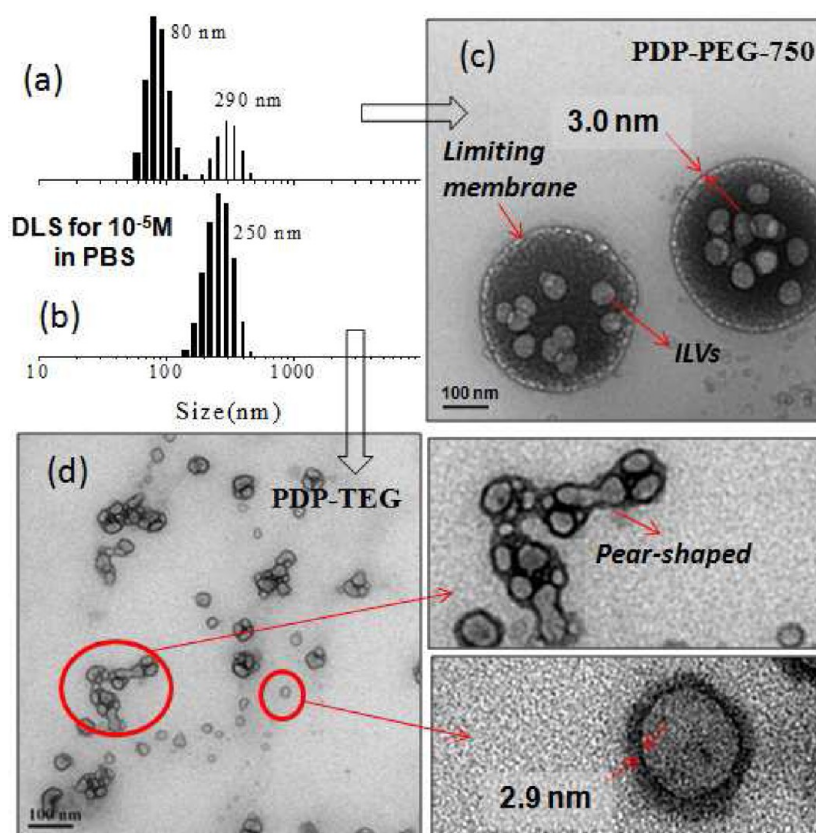 (a)
80 nm
290 nm
DLS for 10⁻⁵M
in PBS
(b)
250 nm
10 100 1000
Size(nm)
(c)
PDP-PEG-750
3.0 nm
Limiting
membrane
ILVs
100 nm
(d)
PDP-TEG
100 nm
Pear-shaped
2.9 nm